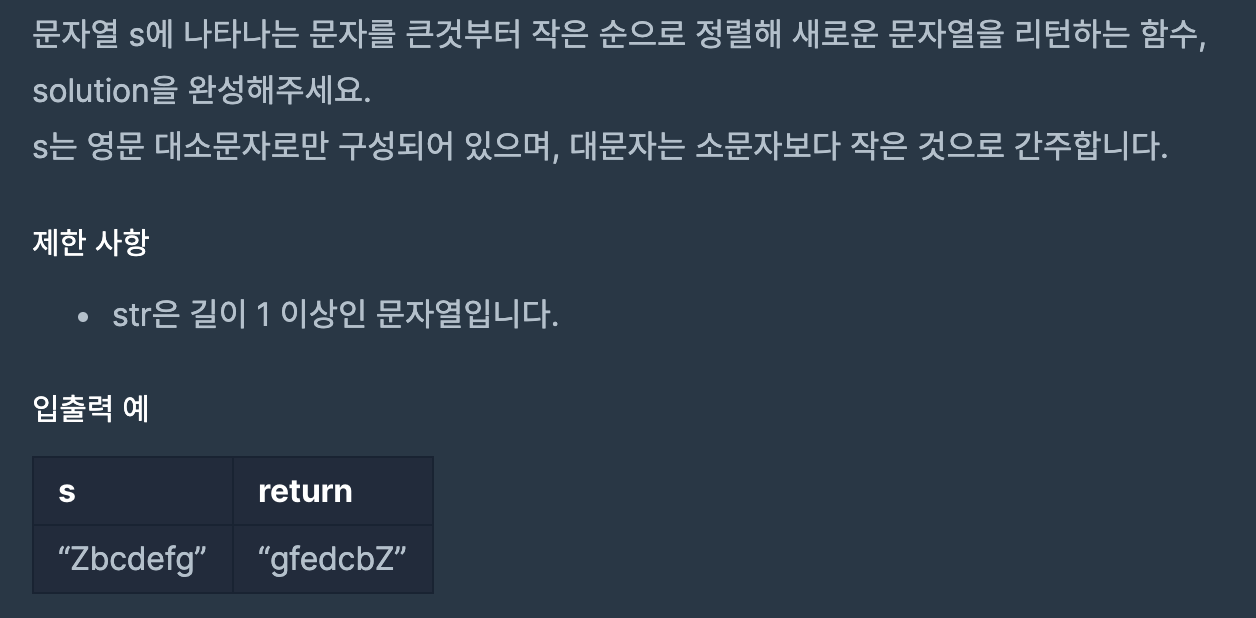 문자열 s에 나타나는 문자를 큰것부터 작은 순으로 정렬해 새로운 문자열을 리턴하는 함수,
solution을 완성해주세요.
s는 영문 대소문자로만 구성되어 있으며, 대문자는 소문자보다 작은 것으로 간주합니다.
제한 사항
• str은 길이 1 이상인 문자열입니다.
입출력 예
s return
“Zbcdefg” “gfedcbZ”